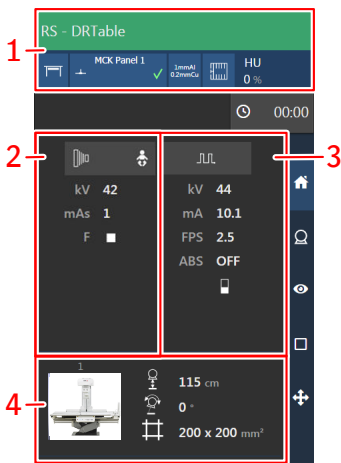 RS - DRTable
1
MCK Panel 1
1mmAl
0.2mmCu
HU
0 %
00:00
2
3
kV 42
mAs 1
F
kV 44
mA 10.1
FPS 2.5
ABS OFF
4
1
115 cm
0 °
200 x 200 mm²